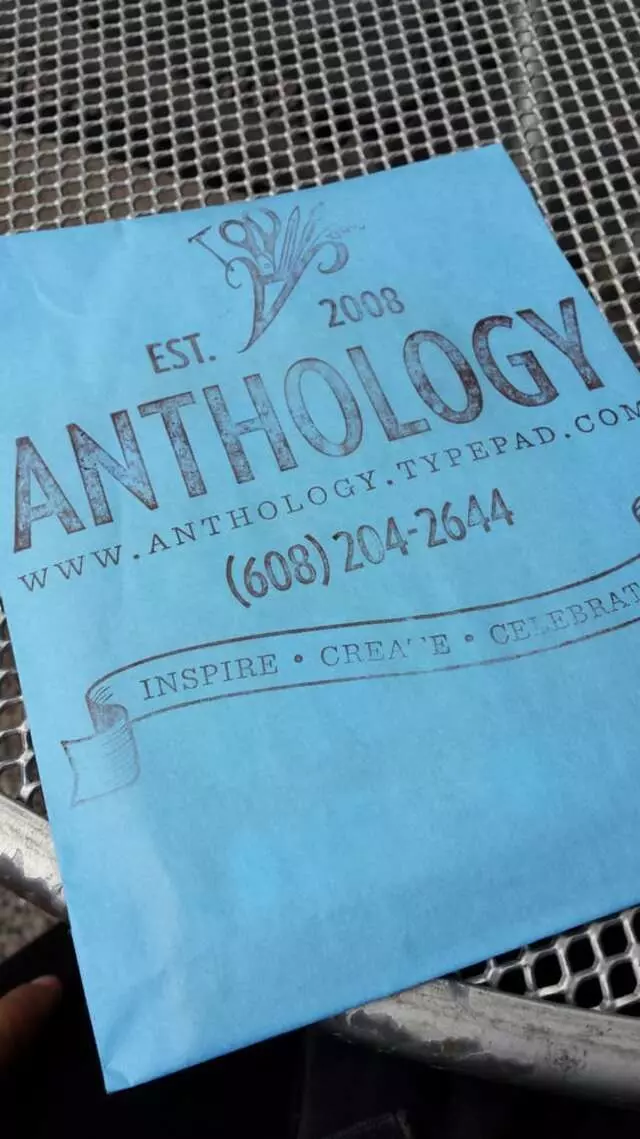 EST. 2008
ANTHOLOGY
WWW.ANTHOLOGY.TYPEPAD.COM
(608) 204-2644
INSPIRE • CREATE • CELEBRAT